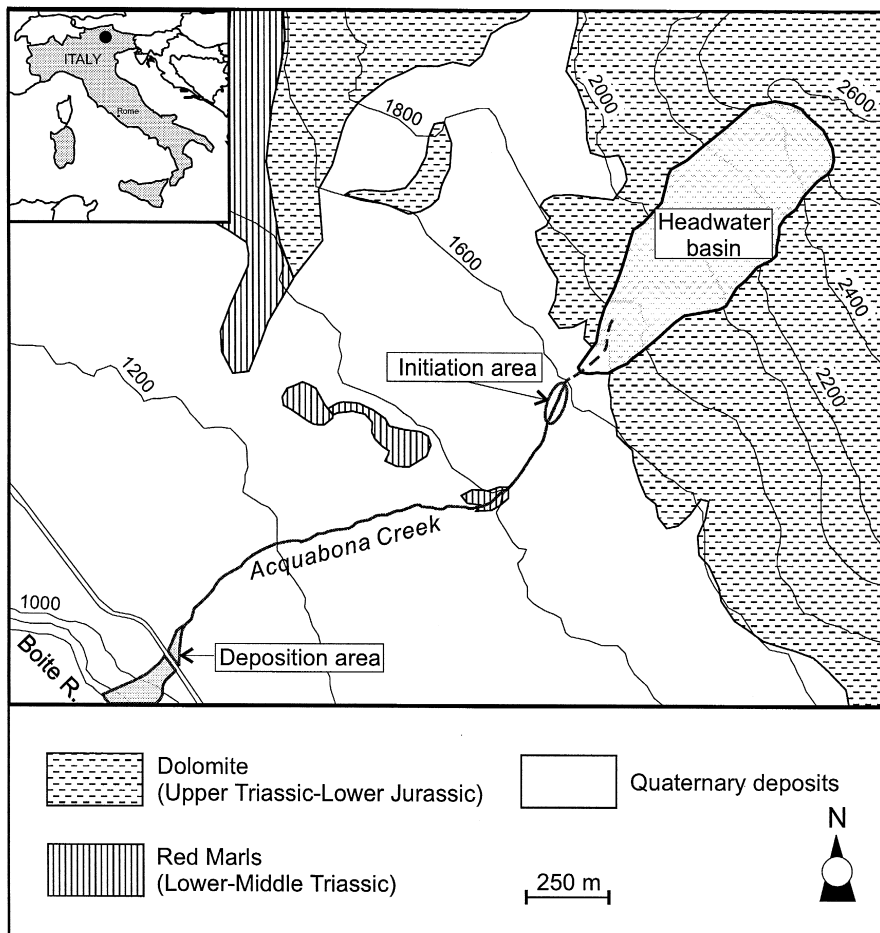 ITALY
Rome
1800
2000
2600
Headwater
basin
1600
2400
1200
Initiation area
2200
Acquabona Creek
1000
Boite R.
Deposition area
Dolomite
(Upper Triassic-Lower Jurassic)
Quaternary deposits
Red Marls
(Lower-Middle Triassic)
250 m
N